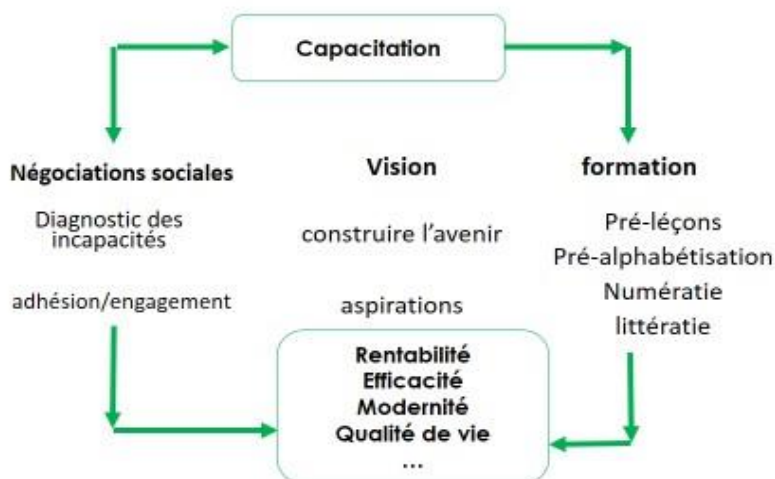 Capacitation
Négociations sociales
Diagnostic des
incapacités
adhésion/engagement
Vision
construire l’avenir
aspirations
formation
Pré-léçons
Pré-alphabétisation
Numératie
littératie
Rentabilité
Efficacité
Modernité
Qualité de vie
...